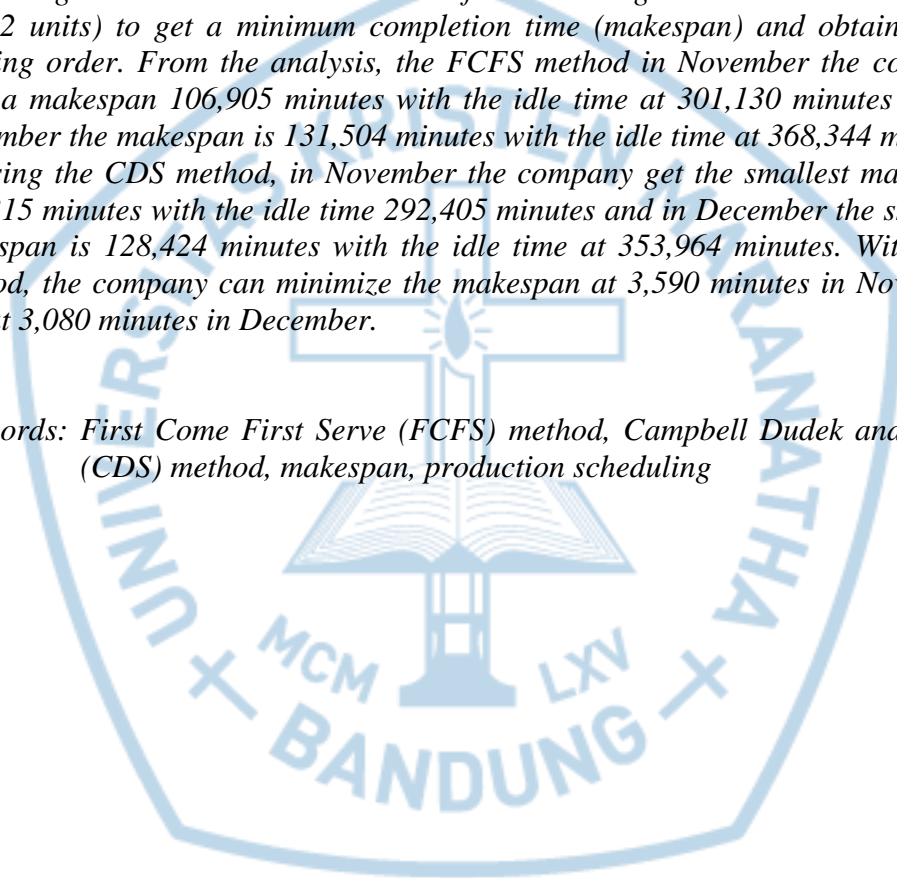 2 units) to get a minimum completion time (makespan) and obtain
ing order. From the analysis, the FCFS method in November the co
a makespan 106,905 minutes with the idle time at 301,130 minutes
mber the makespan is 131,504 minutes with the idle time at 368,344 m
ing the CDS method, in November the company get the smallest ma
315 minutes with the idle time 292,405 minutes and in December the s
span is 128,424 minutes with the idle time at 353,964 minutes. Wit
od, the company can minimize the makespan at 3,590 minutes in Nov
t 3,080 minutes in December.
ords: First Come First Serve (FCFS) method, Campbell Dudek and
(CDS) method, makespan, production scheduling
UNIVERSITAS KRISTEN MARANATHA
MCM LXV
BANDUNG